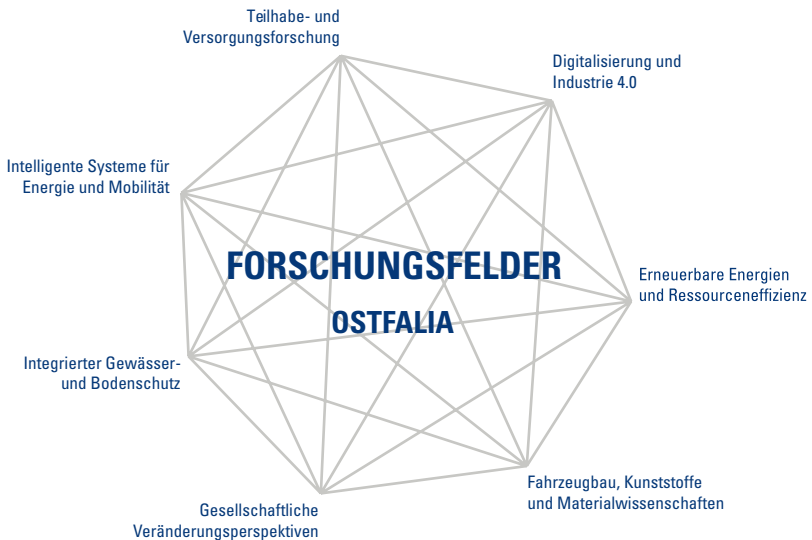 Teilhabe- und
Versorgungsforschung
Digitalisierung und
Industrie 4.0
Intelligente Systeme für
Energie und Mobilität
FORSCHUNGSFELDER
OSTFALIA
Erneuerbare Energien
und Ressourceneffizienz
Integrierter Gewässer-
und Bodenschutz
Fahrzeugbau, Kunststoffe
und Materialwissenschaften
Gesellschaftliche
Veränderungsperspektiven